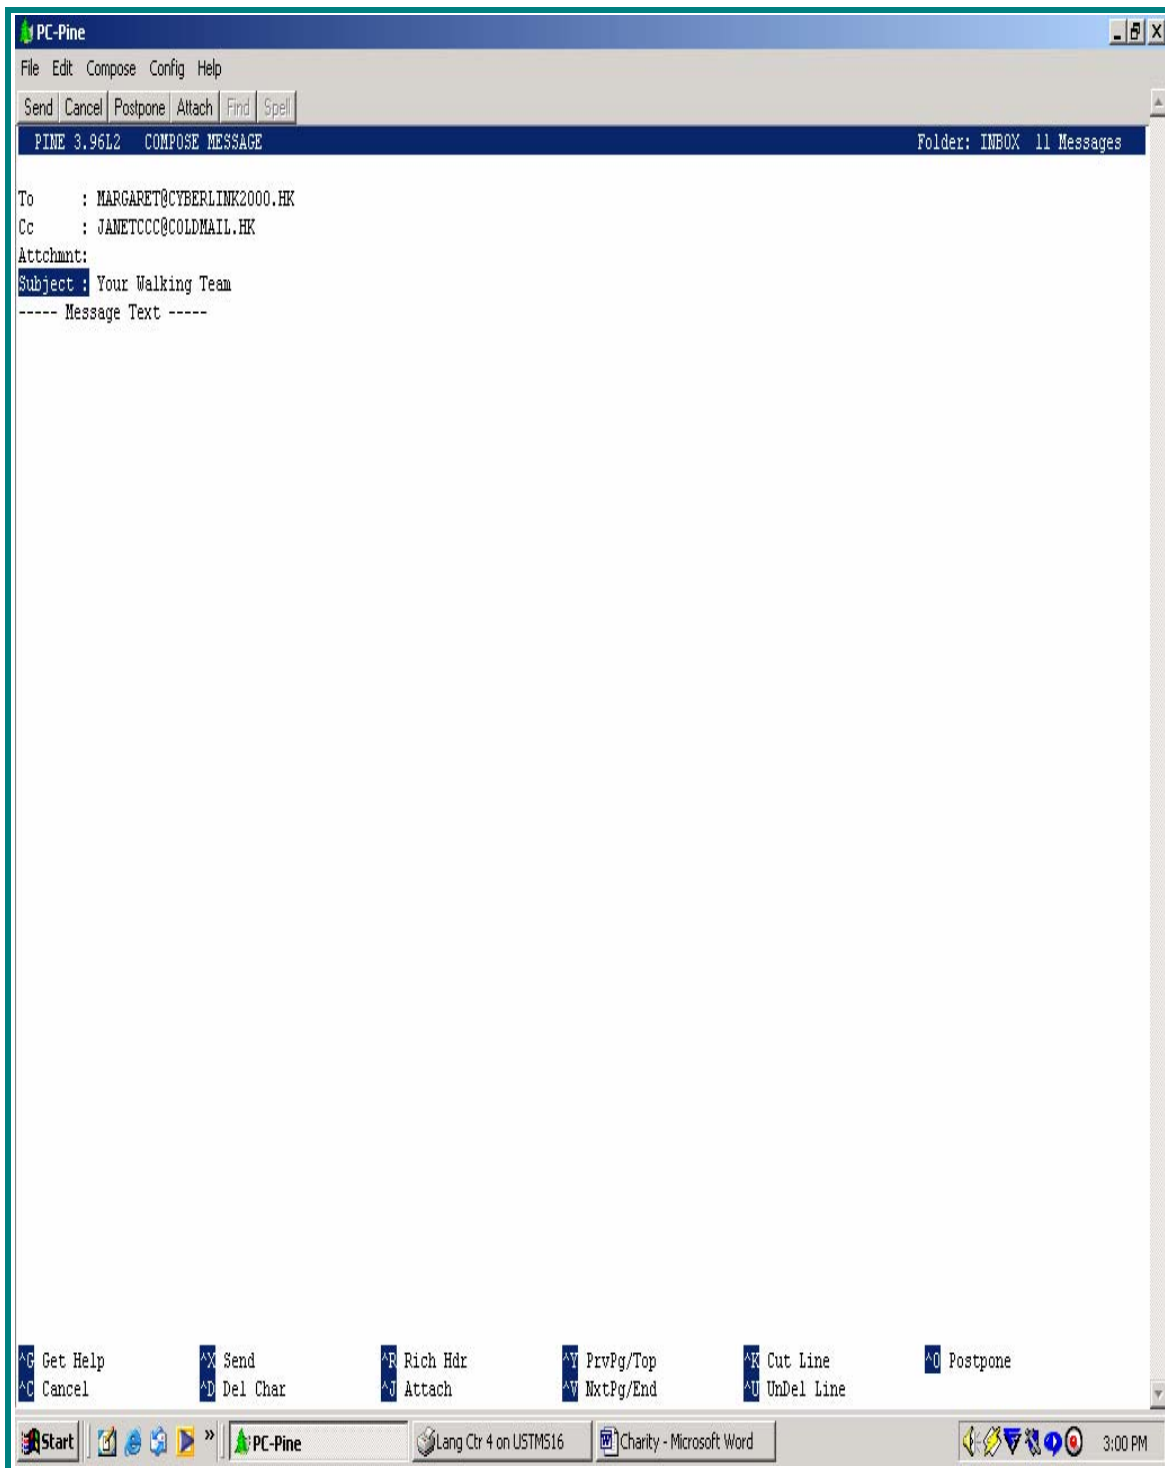 PC-Pine
File Edit Compose Config Help
Send Cancel Postpone Attach Find Spell
PINE 3.96L2 COMPOSE MESSAGE Folder: INBOX 11 Messages
To : MARGARET@CYBERLINK2000.HK
Cc : JANETCCC@COLDMAIL.HK
Attchmnt:
Subject : Your Walking Team
----- Message Text -----
^G Get Help ^X Send ^R Rich Hdr ^Y PrvPg/Top ^K Cut Line ^O Postpone
^C Cancel ^D Del Char ^J Attach ^V NxtPg/End ^U UnDel Line
Start » PC-Pine Lang Ctr 4 on USTMS16 Charity - Microsoft Word 3:00 PM